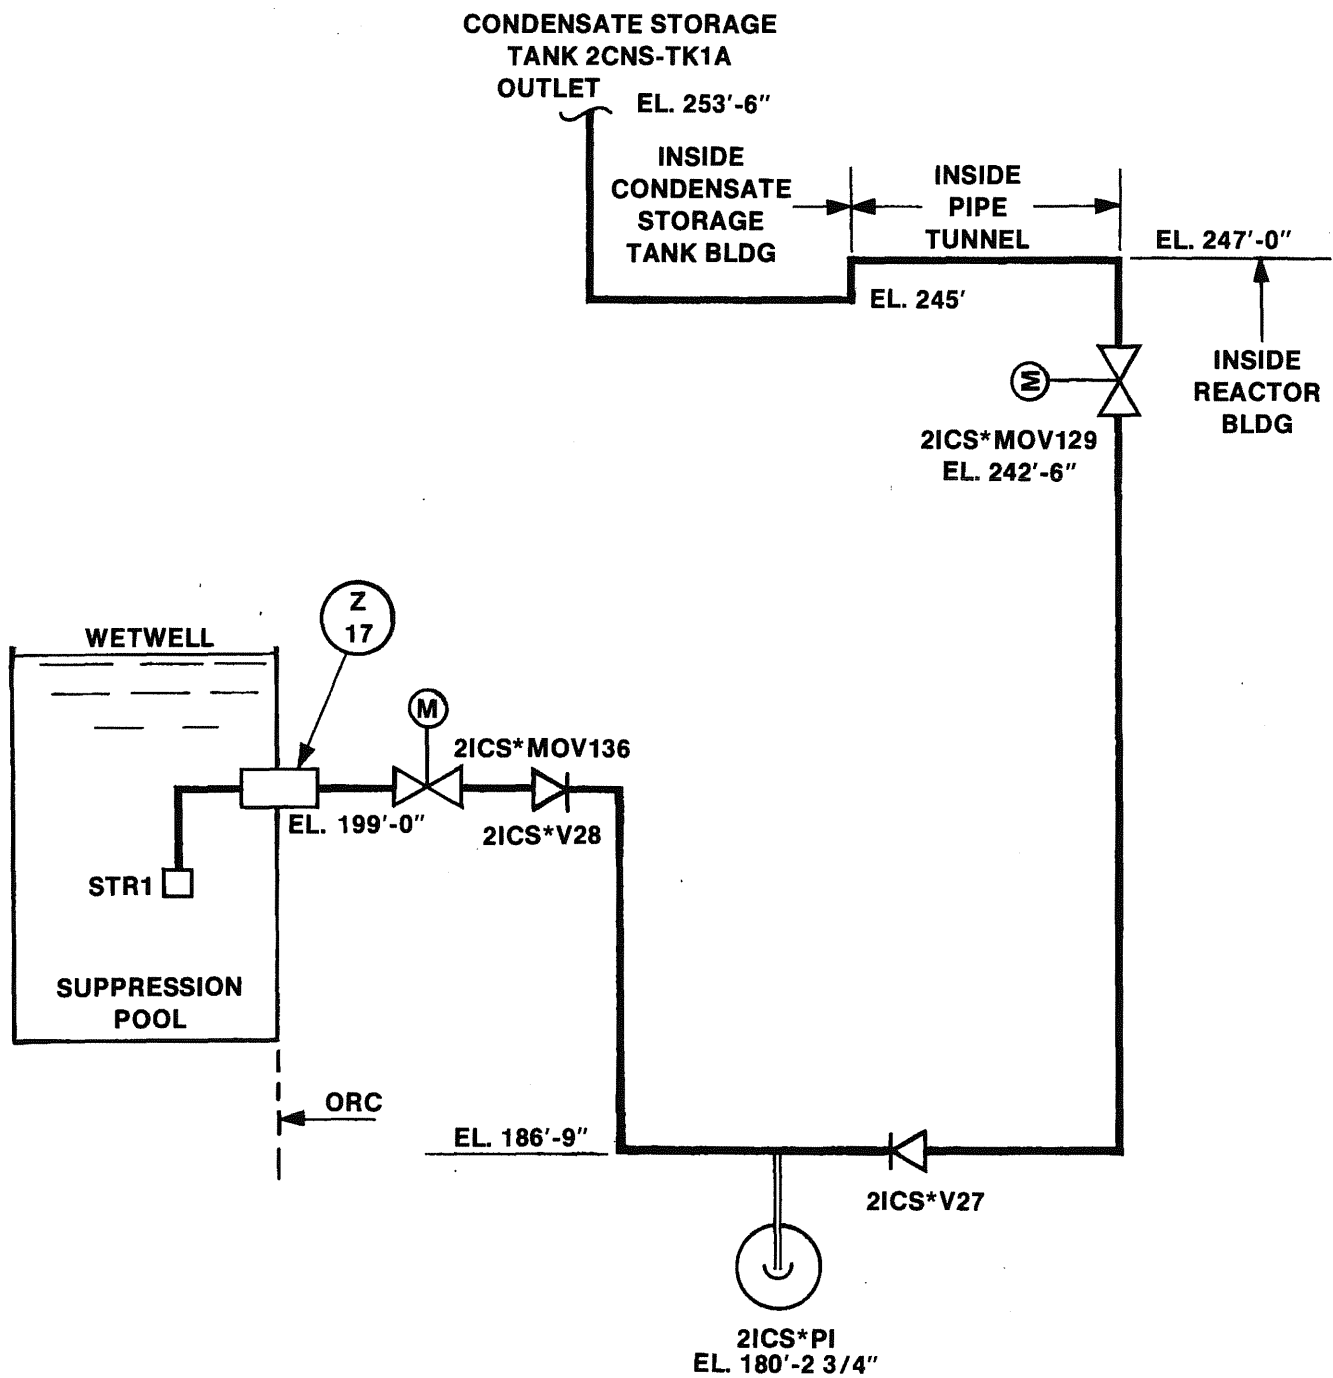 CONDENSATE STORAGE
TANK 2CNS-TK1A
OUTLET
EL. 253'-6"
INSIDE
CONDENSATE
STORAGE
TANK BLDG
INSIDE
PIPE
TUNNEL
EL. 247'-0"
EL. 245'
INSIDE
REACTOR
BLDG
M
2ICS*MOV129
EL. 242'-6"
Z
17
WETWELL
M
2ICS*MOV136
EL. 199'-0"
2ICS*V28
STR1
SUPPRESSION
POOL
ORC
EL. 186'-9"
2ICS*V27
2ICS*PI
EL. 180'-2 3/4"